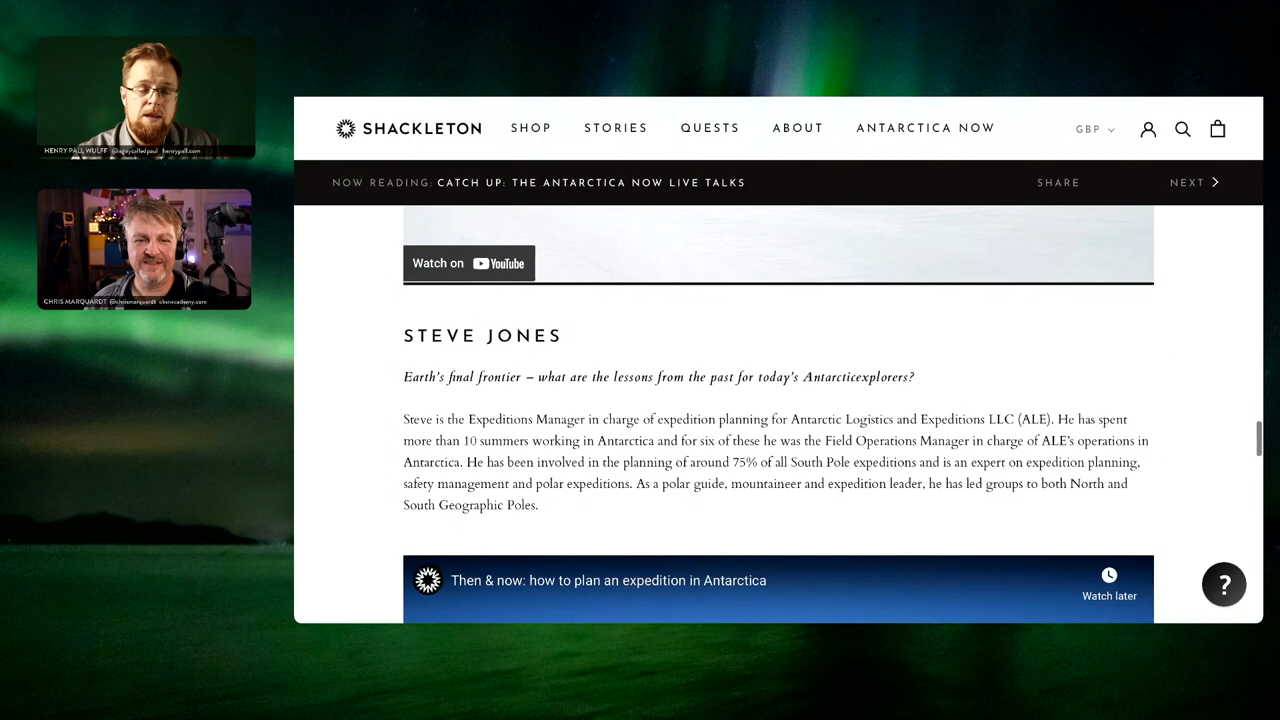 HENRY PALL WULFF @aguycalledpaul henrypall.com
CHRIS MARQUARDT @chrismarquardt absracademy.com
SHACKLETON SHOP STORIES QUESTS ABOUT ANTARCTICA NOW GBP
NOW READING: CATCH UP: THE ANTARCTICA NOW LIVE TALKS SHARE NEXT
Watch on YouTube
STEVE JONES
Earth's final frontier – what are the lessons from the past for today's Antarcticexplorers?
Steve is the Expeditions Manager in charge of expedition planning for Antarctic Logistics and Expeditions LLC (ALE). He has spent
more than 10 summers working in Antarctica and for six of these he was the Field Operations Manager in charge of ALE's operations in
Antarctica. He has been involved in the planning of around 75% of all South Pole expeditions and is an expert on expedition planning,
safety management and polar expeditions. As a polar guide, mountaineer and expedition leader, he has led groups to both North and
South Geographic Poles.
Then & now: how to plan an expedition in Antarctica
Watch later
?